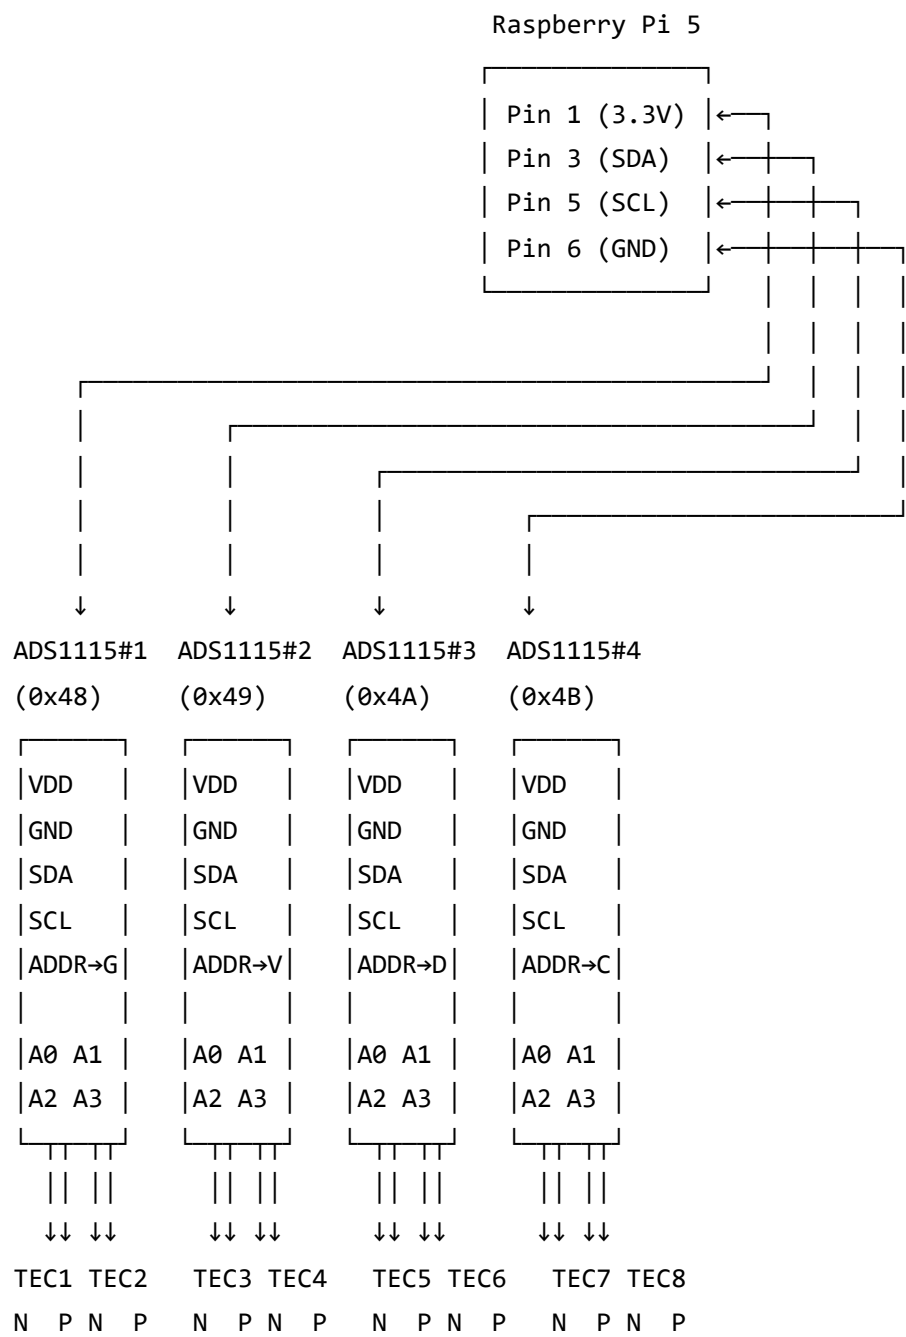 Raspberry Pi 5
Pin 1 (3.3V)
Pin 3 (SDA)
Pin 5 (SCL)
Pin 6 (GND)
ADS1115#1 ADS1115#2 ADS1115#3 ADS1115#4
(0x48) (0x49) (0x4A) (0x4B)
VDD VDD VDD VDD
GND GND GND GND
SDA SDA SDA SDA
SCL SCL SCL SCL
ADDR→G ADDR→V ADDR→D ADDR→C
A0 A1 A0 A1 A0 A1 A0 A1
A2 A3 A2 A3 A2 A3 A2 A3
TEC1 TEC2 TEC3 TEC4 TEC5 TEC6 TEC7 TEC8
N P N P N P N P N P N P N P N P